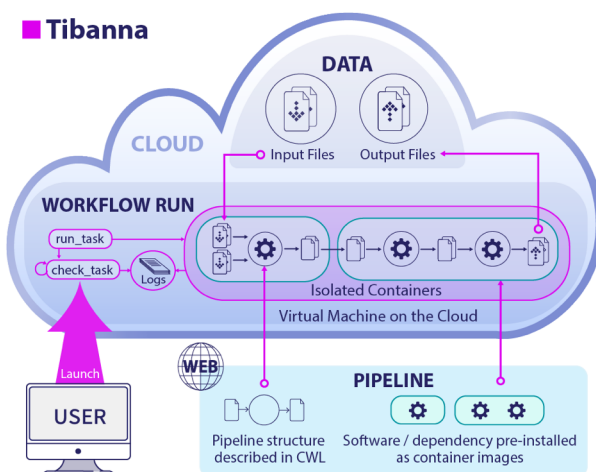 Tibanna
DATA
CLOUD
Input Files
Output Files
WORKFLOW RUN
run_task
check_task
Logs
Isolated Containers
Virtual Machine on the Cloud
Launch
USER
WEB
PIPELINE
Pipeline structure
described in CWL
Software / dependency pre-installed
as container images